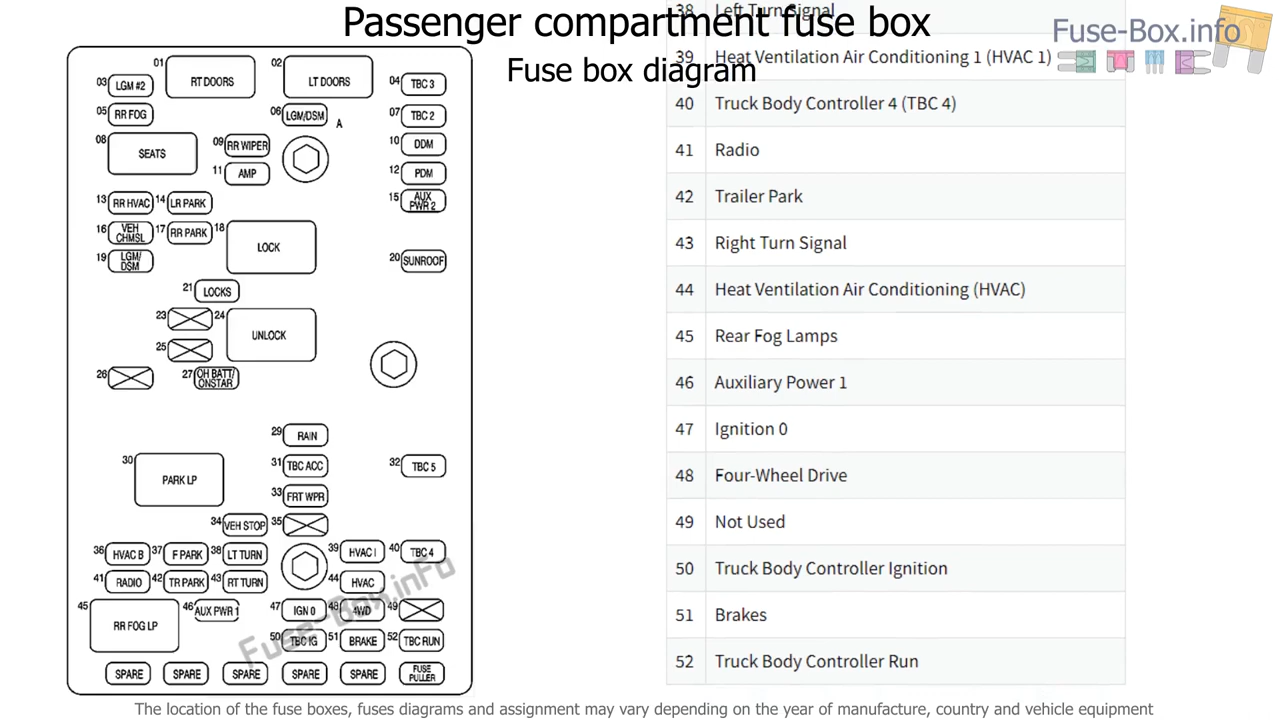 Passenger compartment fuse box
Fuse box diagram
Fuse-Box.info
01 RT DOORS
02 LT DOORS
03 LGM #2
04 TBC 3
05 RR FOG
06 LGM/DSM
A
07 TBC 2
08 SEATS
09 RR WIPER
10 DDM
11 AMP
12 PDM
13 RR HVAC
14 LR PARK
15 AUX
PWR 2
16 VEH
CHMSL
17 RR PARK
18 LOCK
19 LGM/
DSM
20 SUNROOF
21 LOCKS
23
24 UNLOCK
25
26
27 OH BATT/
ONSTAR
29 RAIN
30 PARK LP
31 TBC ACC
32 TBC 5
33 FRT WPR
34 VEH STOP
35
36 HVAC B
37 F PARK
38 LT TURN
39 HVAC I
40 TBC 4
41 RADIO
42 TR PARK
43 RT TURN
44 HVAC
45 RR FOG LP
46 AUX PWR 1
47 IGN 0
48 4WD
49
50 TBC IG
51 BRAKE
52 TBC RUN
SPARE
SPARE
SPARE
SPARE
SPARE
FUSE
PULLER
Fuse-Box.inFo
38 Left Turn Signal
39 Heat Ventilation Air Conditioning 1 (HVAC 1)
40 Truck Body Controller 4 (TBC 4)
41 Radio
42 Trailer Park
43 Right Turn Signal
44 Heat Ventilation Air Conditioning (HVAC)
45 Rear Fog Lamps
46 Auxiliary Power 1
47 Ignition 0
48 Four-Wheel Drive
49 Not Used
50 Truck Body Controller Ignition
51 Brakes
52 Truck Body Controller Run
The location of the fuse boxes, fuses diagrams and assignment may vary depending on the year of manufacture, country and vehicle equipment